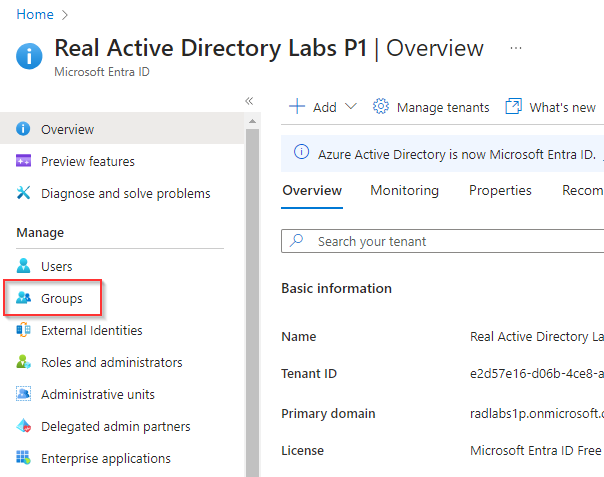 Home
Real Active Directory Labs P1 | Overview ...
Microsoft Entra ID
Overview
Preview features
Diagnose and solve problems
Manage
Users
Groups
External Identities
Roles and administrators
Administrative units
Delegated admin partners
Enterprise applications
Add
Manage tenants
What's new
Azure Active Directory is now Microsoft Entra ID.
Overview
Monitoring
Properties
Recom
Search your tenant
Basic information
Name
Real Active Directory La
Tenant ID
e2d57e16-d06b-4ce8-a
Primary domain
radlabs1p.onmicrosoft.c
License
Microsoft Entra ID Free